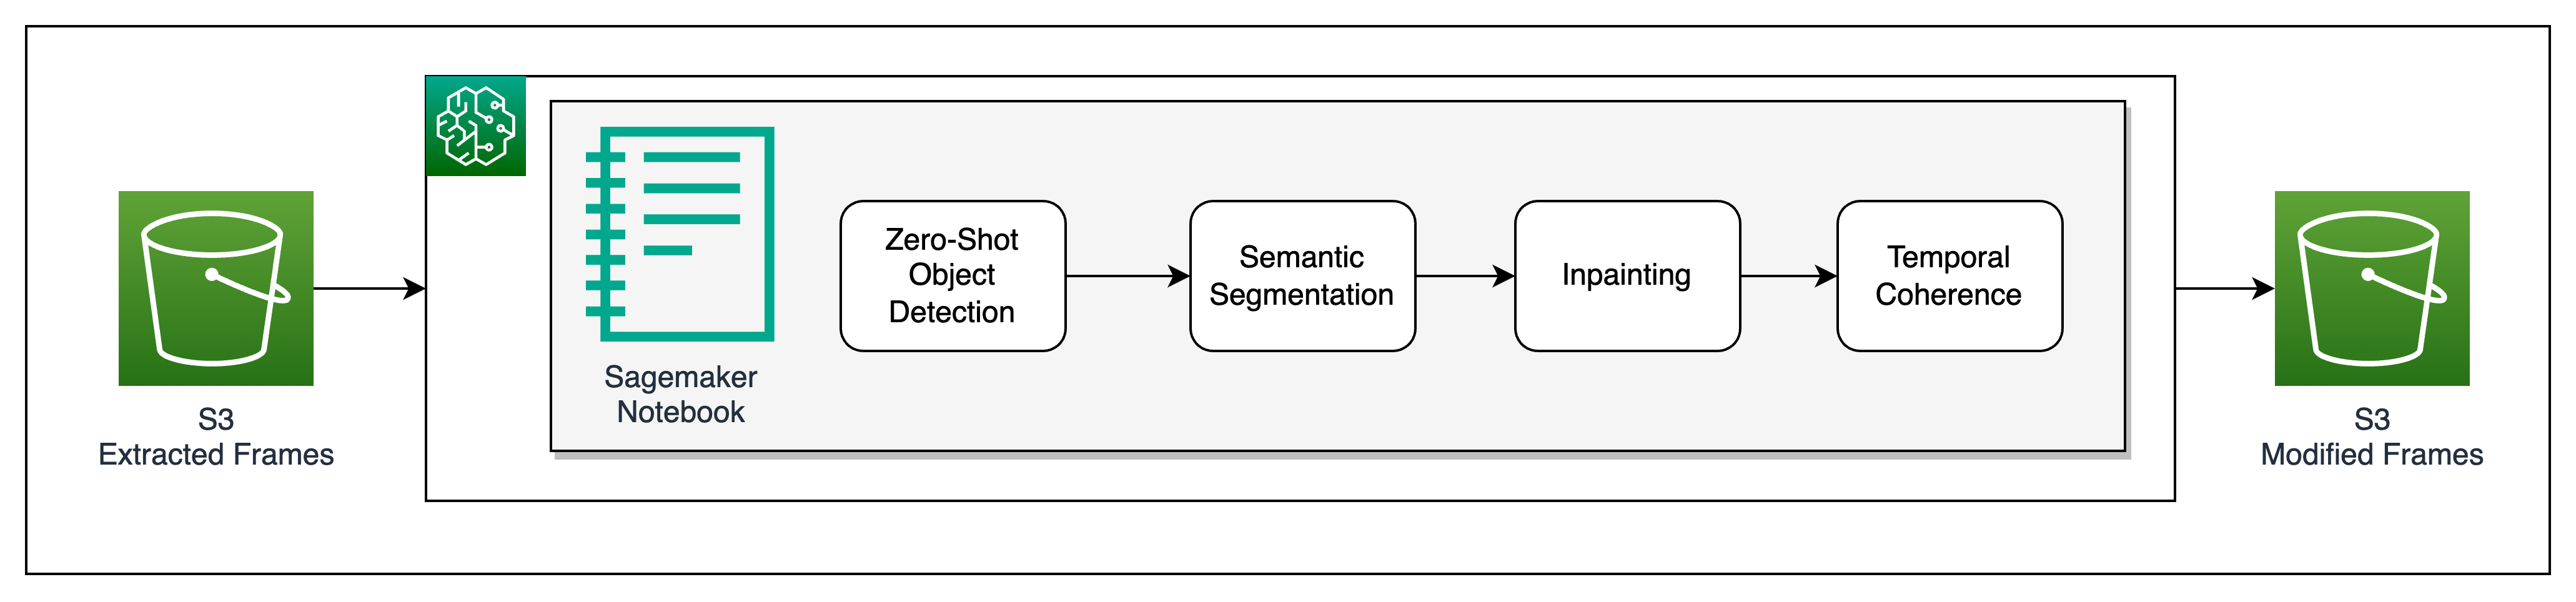 S3
Extracted Frames
Sagemaker
Notebook
Zero-Shot
Object
Detection
Semantic
Segmentation
Inpainting
Temporal
Coherence
S3
Modified Frames